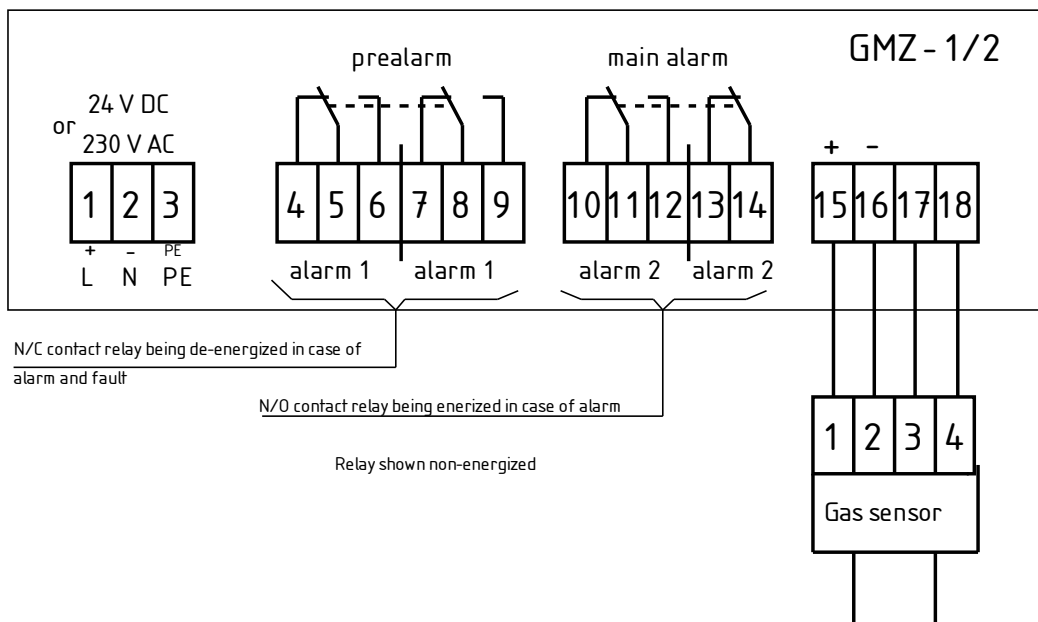 GMZ - 1/2
prealarm
main alarm
24 V DC
or
230 V AC
+ -
1 2 3
4 5 6 7 8 9
10 11 12 13 14
15 16 17 18
+ - PE
L N PE
alarm 1 alarm 1
alarm 2 alarm 2
N/C contact relay being de-energized in case of
alarm and fault
N/O contact relay being enerized in case of alarm
Relay shown non-energized
1 2 3 4
Gas sensor